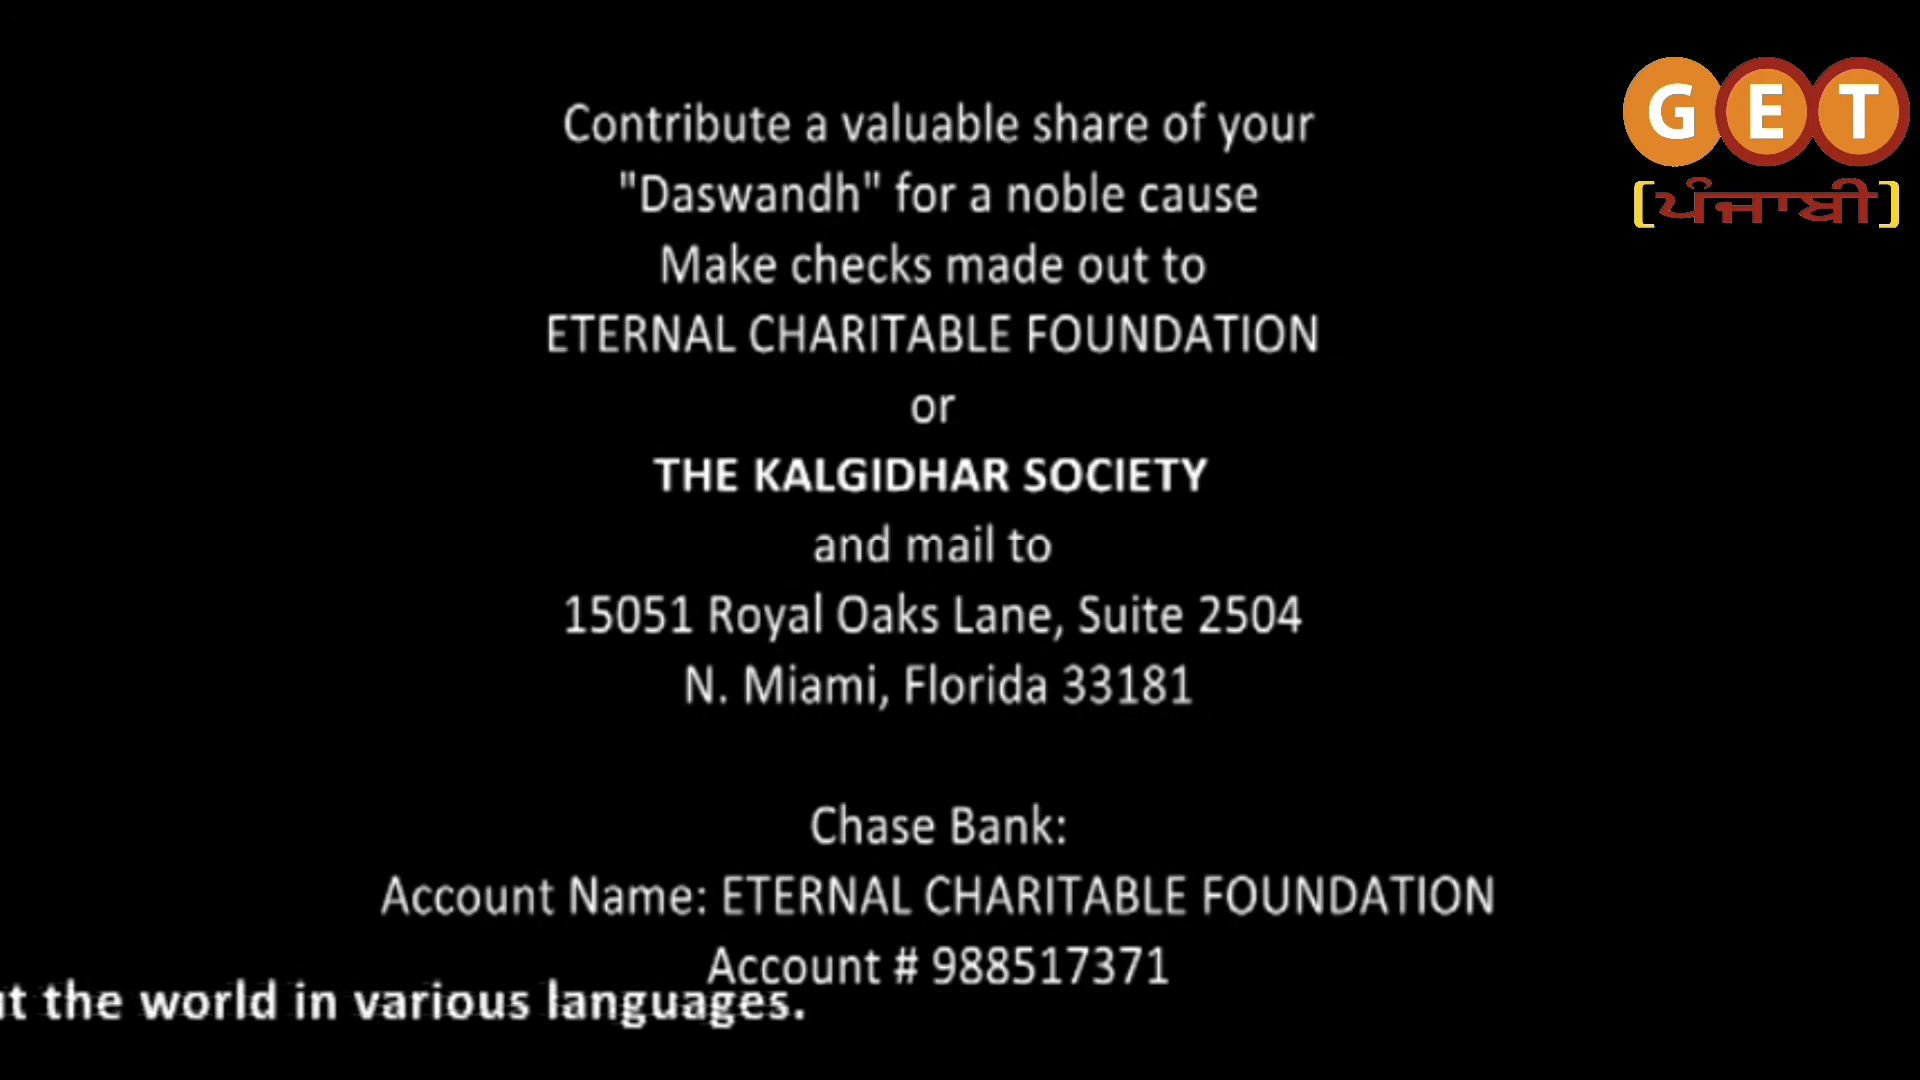 Contribute a valuable share of your
"Daswandh" for a noble cause
Make checks made out to
ETERNAL CHARITABLE FOUNDATION
or
THE KALGIDHAR SOCIETY
and mail to
15051 Royal Oaks Lane, Suite 2504
N. Miami, Florida 33181
Chase Bank:
Account Name: ETERNAL CHARITABLE FOUNDATION
Account # 988517371
the world in various languages.
GET
[ਪੰਜਾਬੀ]